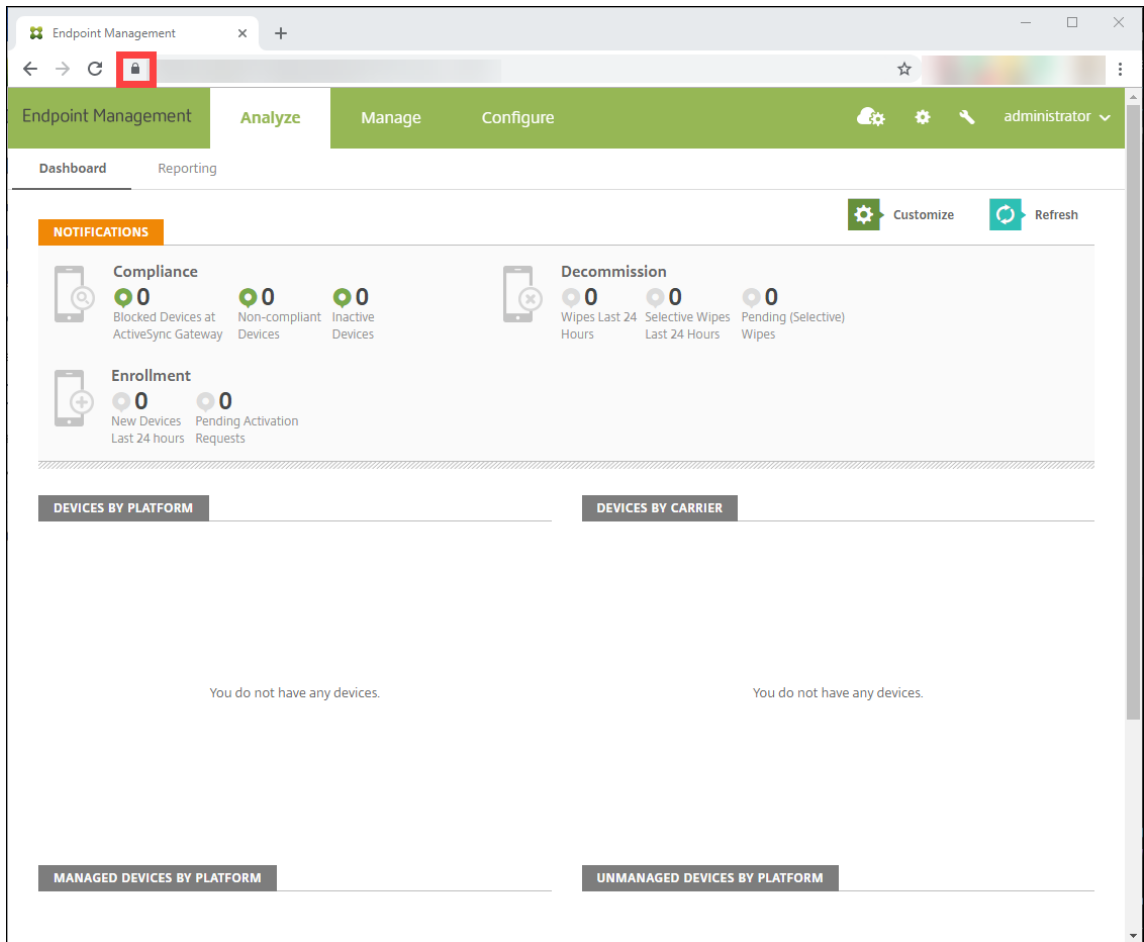 Endpoint Management
Endpoint Management Analyze Manage Configure administrator
Dashboard Reporting
Customize Refresh
NOTIFICATIONS
Compliance
0 0 0
Blocked Devices at ActiveSync Gateway
Non-compliant Devices
Inactive Devices
Decommission
0 0 0
Wipes Last 24 Hours
Selective Wipes Last 24 Hours
Pending (Selective) Wipes
Enrollment
0 0
New Devices Last 24 hours
Pending Activation Requests
DEVICES BY PLATFORM
You do not have any devices.
DEVICES BY CARRIER
You do not have any devices.
MANAGED DEVICES BY PLATFORM
UNMANAGED DEVICES BY PLATFORM